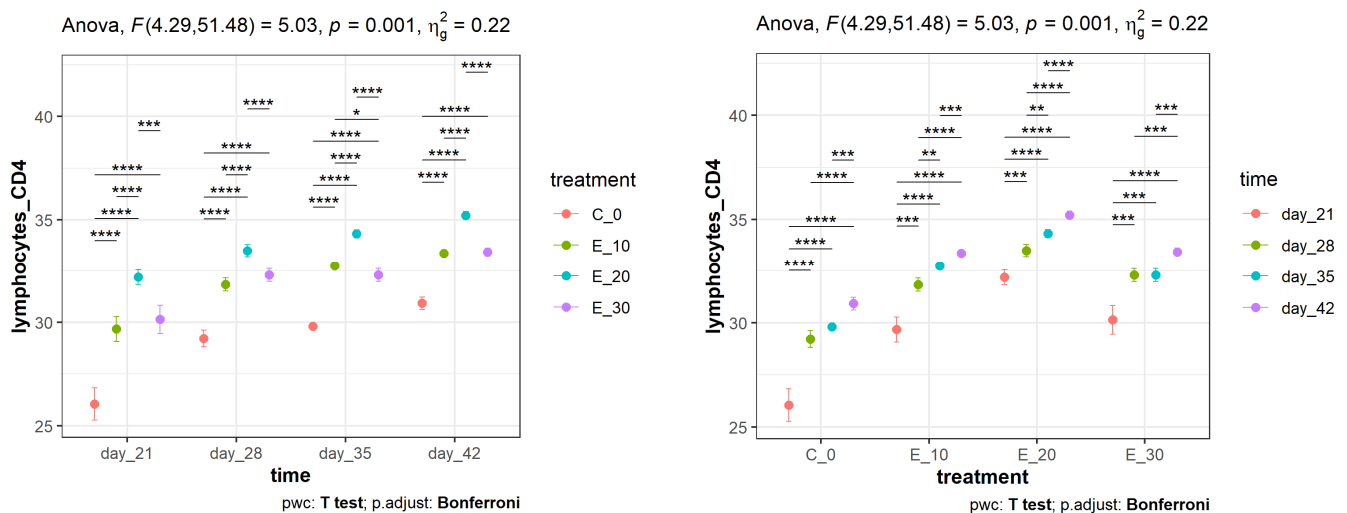 Anova, F(4.29,51.48) = 5.03, p = 0.001, η²g = 0.22
lymphocytes_CD4
40
35
30
25
***
****
****
****
****
****
****
****
****
****
****
*
****
****
****
****
****
****
****
****
****
day_21
day_28
day_35
day_42
time
pwc: T test; p.adjust: Bonferroni
treatment
C_0
E_10
E_20
E_30
Anova, F(4.29,51.48) = 5.03, p = 0.001, η²g = 0.22
lymphocytes_CD4
40
35
30
25
***
****
****
****
****
***
****
**
****
****
***
****
****
**
****
****
***
***
***
****
***
***
C_0
E_10
E_20
E_30
treatment
pwc: T test; p.adjust: Bonferroni
time
day_21
day_28
day_35
day_42